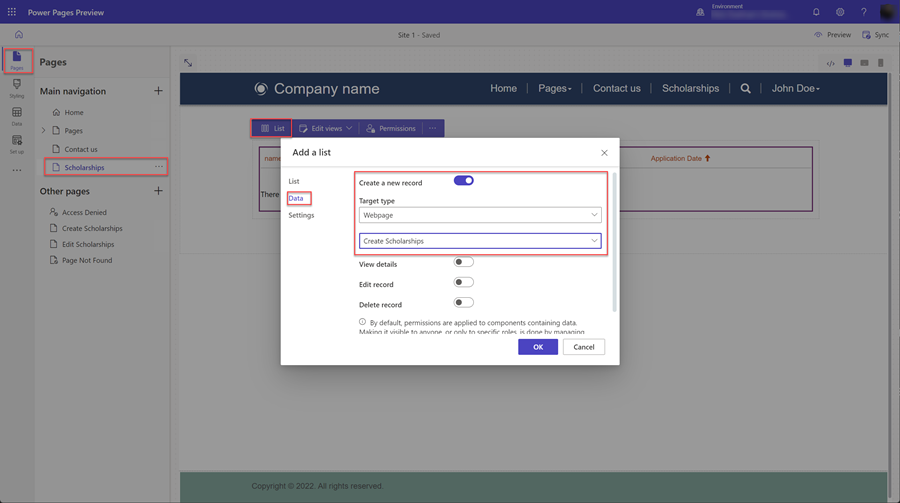 Power Pages Preview
Environment
Site 1 - Saved
Preview
Sync
Pages
Styling
Data
Set up
Pages
Main navigation
Home
Pages
Contact us
Scholarships
Other pages
Access Denied
Create Scholarships
Edit Scholarships
Page Not Found
Company name
Home
Pages
Contact us
Scholarships
John Doe
List
Edit views
Permissions
name
Application Date
There
Add a list
List
Data
Settings
Create a new record
Target type
Webpage
Create Scholarships
View details
Edit record
Delete record
By default, permissions are applied to components containing data.
Making it visible to anyone, or only to specific roles, is done by managing
OK
Cancel
Copyright © 2022. All rights reserved.